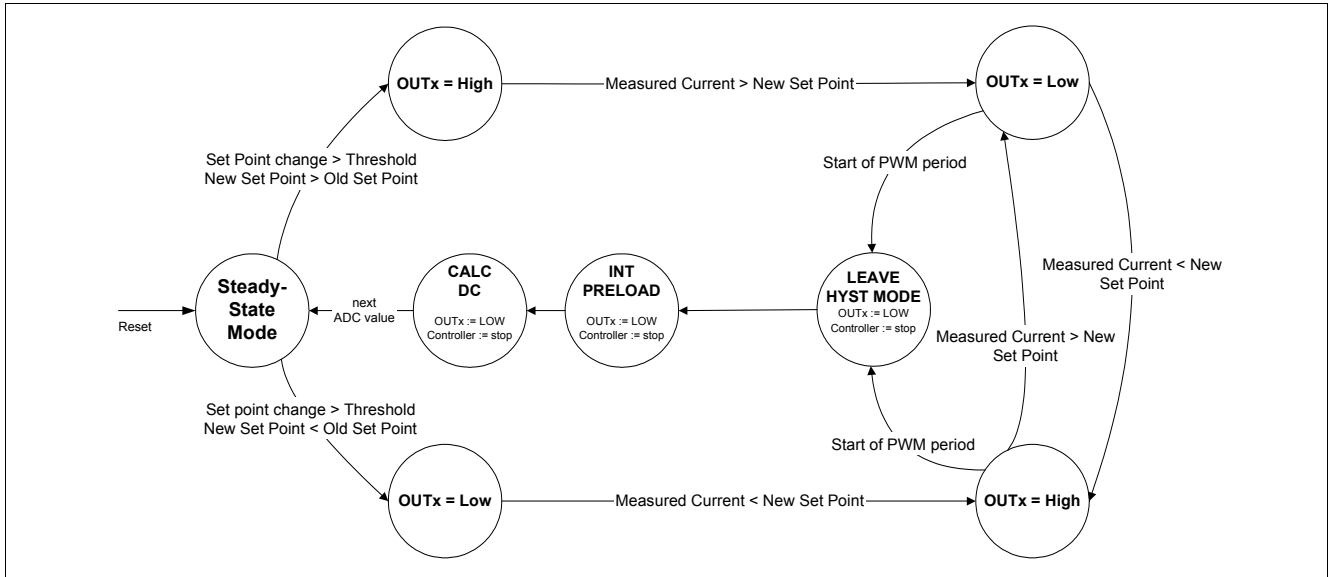 OUTx = High
Measured Current > New Set Point
OUTx = Low
Set Point change > Threshold
New Set Point > Old Set Point
Start of PWM period
Reset
Steady-
State
Mode
next
ADC value
CALC
DC
OUTx := LOW
Controller := stop
INT
PRELOAD
OUTx := LOW
Controller := stop
LEAVE
HYST MODE
OUTx := LOW
Controller := stop
Measured Current < New
Set Point
Measured Current > New
Set Point
Set point change > Threshold
New Set Point < Old Set Point
Start of PWM period
OUTx = Low
Measured Current < New Set Point
OUTx = High